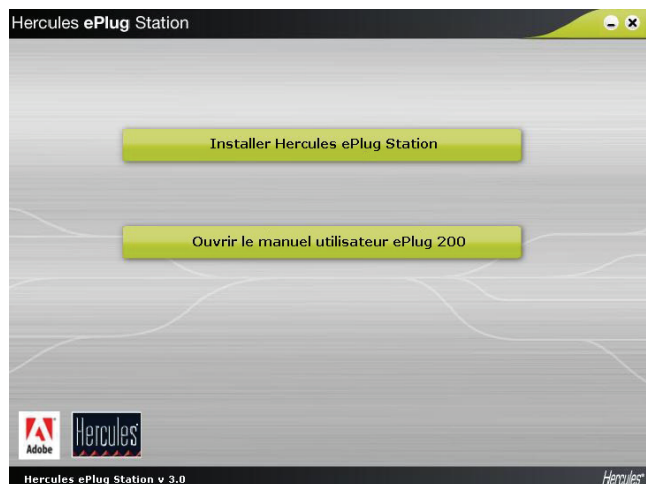 Hercules ePlug Station
Installer Hercules ePlug Station
Ouvrir le manuel utilisateur ePlug 200
Adobe
Hercules
Hercules ePlug Station v 3.0
Hercules